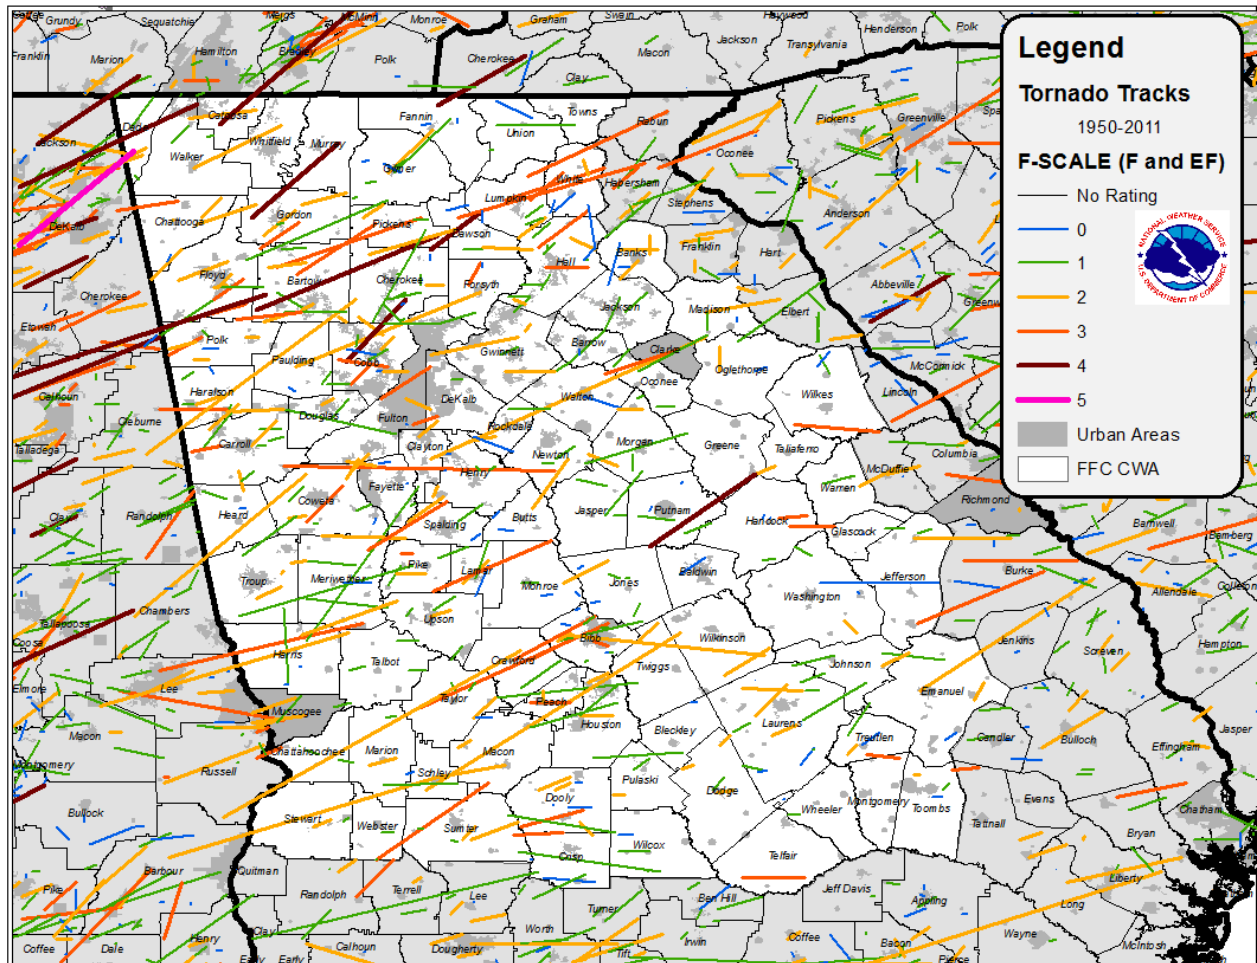 Legend
Tornado Tracks
1950-2011
F-SCALE (F and EF)
No Rating
0
1
2
3
4
5
Urban Areas
FFC CWA
NATIONAL WEATHER SERVICE
U.S. DEPARTMENT OF COMMERCE
Grundy
Sequatchie
McMinn
Monroe
Graham
Swain
Haywood
Henderson
Polk
Franklin
Marion
Hamilton
Bradley
Polk
Cherokee
Macon
Jackson
Transylvania
Clay
Jackson
Dade
Catoosa
Walker
Whitfield
Murray
Fannin
Union
Towns
Rabun
Gilmer
Oconee
Pickens
Greenville
DeKalb
Chattooga
Gordon
Pickens
Lumpkin
White
Habersham
Stephens
Anderson
Dawson
Cherokee
Floyd
Bartow
Cherokee
Forsyth
Hall
Banks
Franklin
Hart
Abbeville
Etowah
Polk
Paulding
Cobb
Gwinnett
Barrow
Jackson
Madison
Elbert
Clarke
Oconee
Oglethorpe
McCormick
Calhoun
Cleburne
Haralson
Douglas
Fulton
DeKalb
Rockdale
Walton
Wilkes
Lincoln
Talladega
Carroll
Clayton
Henry
Newton
Morgan
Greene
Taliaferro
McDuffie
Columbia
Richmond
Clay
Randolph
Heard
Coweta
Fayette
Spalding
Butts
Jasper
Putnam
Hancock
Warren
Glascock
Barnwell
Bamberg
Chambers
Troup
Meriwether
Pike
Lamar
Monroe
Jones
Baldwin
Washington
Jefferson
Burke
Allendale
Colleton
Tallapoosa
Coosa
Upson
Bibb
Wilkinson
Jenkins
Screven
Hampton
Elmore
Lee
Harris
Talbot
Crawford
Twiggs
Johnson
Emanuel
Macon
Muscogee
Taylor
Peach
Houston
Laurens
Bleckley
Treutlen
Candler
Bulloch
Effingham
Jasper
Montgomery
Russell
Chattahoochee
Marion
Schley
Macon
Pulaski
Dodge
Bullock
Stewart
Webster
Sumter
Dooly
Wheeler
Montgomery
Toombs
Tattnall
Evans
Bryan
Chatham
Barbour
Quitman
Crisp
Wilcox
Telfair
Pike
Randolph
Terrell
Lee
Turner
Ben Hill
Jeff Davis
Appling
Long
Liberty
Coffee
Dale
Henry
Clay
Early
Early
Calhoun
Dougherty
Worth
Tift
Irwin
Coffee
Bacon
Pierce
Wayne
McIntosh